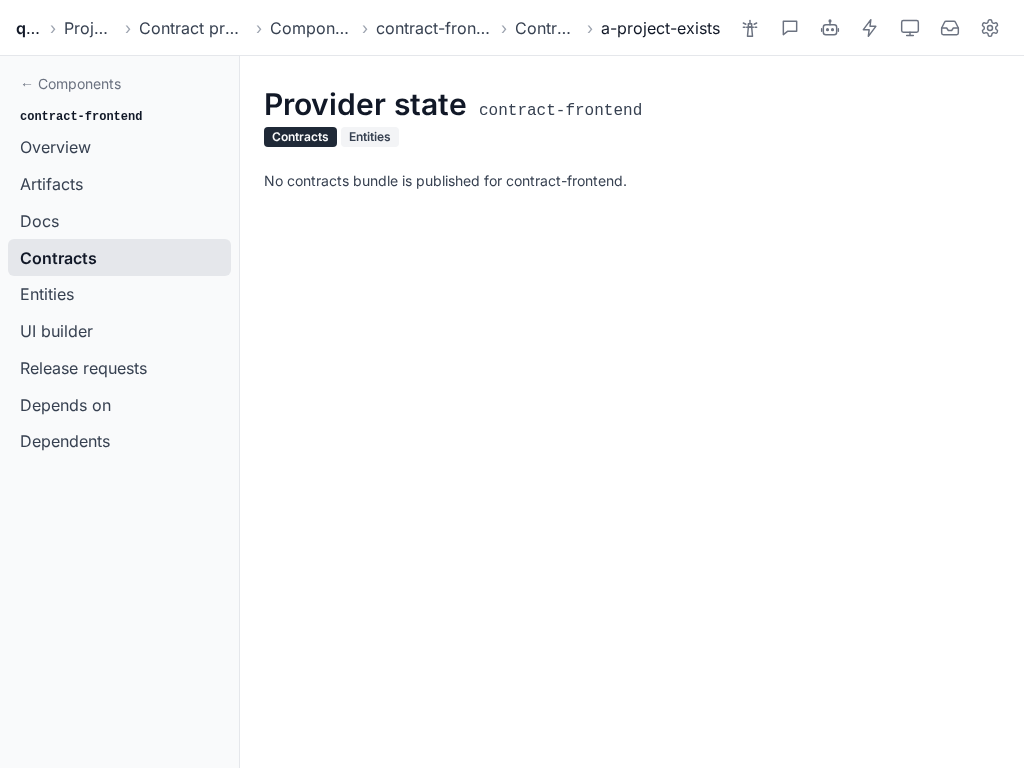 q... › Proj... › Contract pr... › Compon... › contract-fron... › Contr... › a-project-exists
← Components
contract-frontend
Overview
Artifacts
Docs
Contracts
Entities
UI builder
Release requests
Depends on
Dependents
Provider state contract-frontend
Contracts Entities
No contracts bundle is published for contract-frontend.